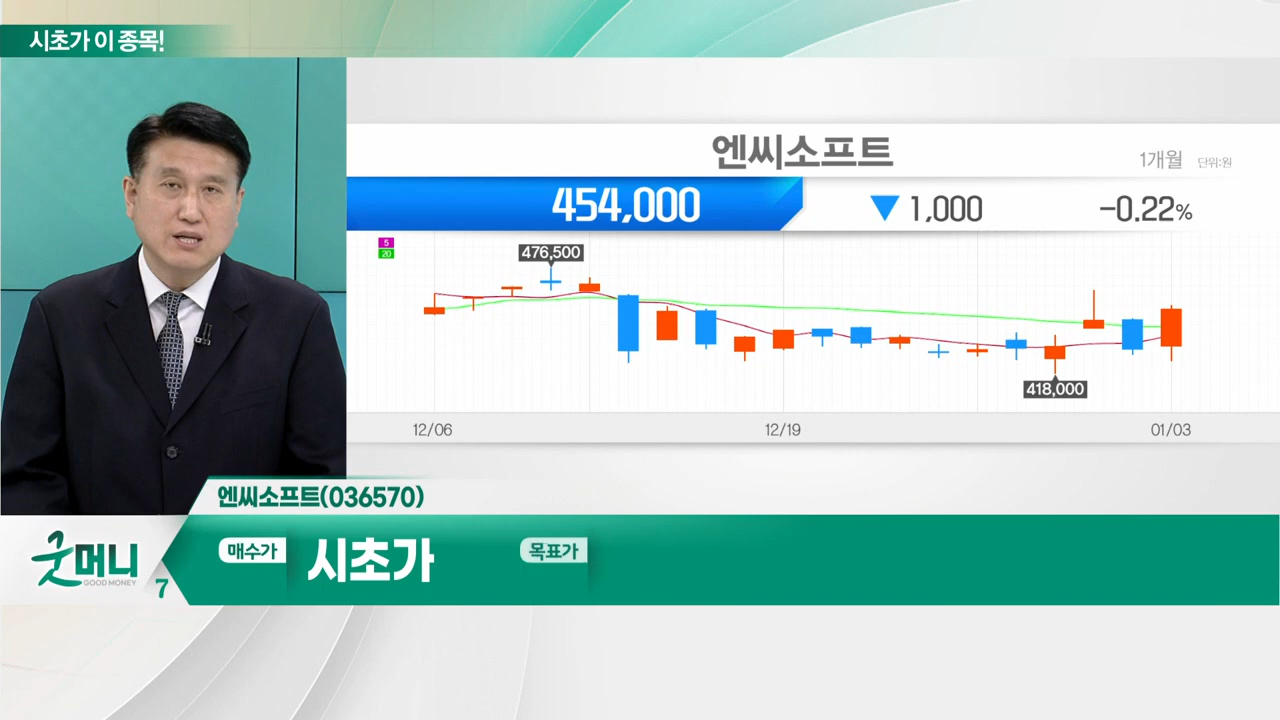 시초가 이 종목!
엔씨소프트
1개월 단위:원
454,000 ▼ 1,000 -0.22%
5
20
476,500
418,000
12/06 12/19 01/03
엔씨소프트(036570)
매수가 시초가 목표가
굿머니
GOOD MONEY
7